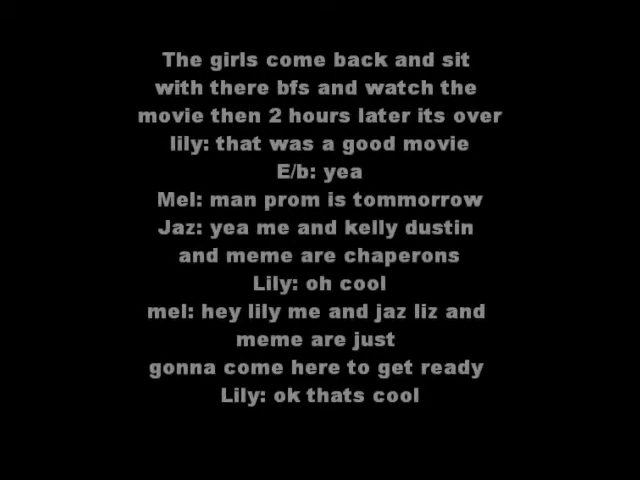 The girls come back and sit
with there bfs and watch the
movie then 2 hours later its over
lily: that was a good movie
E/b: yea
Mel: man prom is tommorrow
Jaz: yea me and kelly dustin
and meme are chaperons
Lily: oh cool
mel: hey lily me and jaz liz and
meme are just
gonna come here to get ready
Lily: ok thats cool